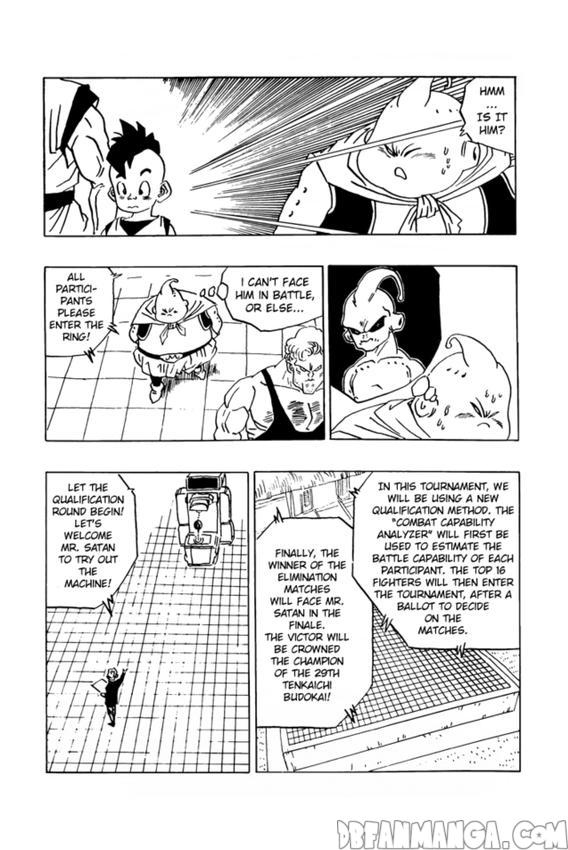 HMM
...
IS IT
HIM?
I CAN'T FACE
HIM IN BATTLE,
OR ELSE...
ALL
PARTICI-
PANTS
PLEASE
ENTER THE
RING!
IN THIS TOURNAMENT, WE
WILL BE USING A NEW
QUALIFICATION METHOD. THE
"COMBAT CAPABILITY
ANALYZER" WILL FIRST BE
USED TO ESTIMATE THE
BATTLE CAPABILITY OF EACH
PARTICIPANT. THE TOP 16
FIGHTERS WILL THEN ENTER
THE TOURNAMENT, AFTER A
BALLOT TO DECIDE
ON THE
MATCHES.
FINALLY, THE
WINNER OF THE
ELIMINATION
MATCHES
WILL FACE MR.
SATAN IN THE
FINALE.
THE VICTOR WILL
BE CROWNED
THE CHAMPION
OF THE 29TH
TENKAICHI
BUDOKAI!
LET THE
QUALIFICATION
ROUND BEGIN!
LET'S
WELCOME
MR. SATAN TO
TRY OUT
THE
MACHINE!
DBFANMANGA.COM